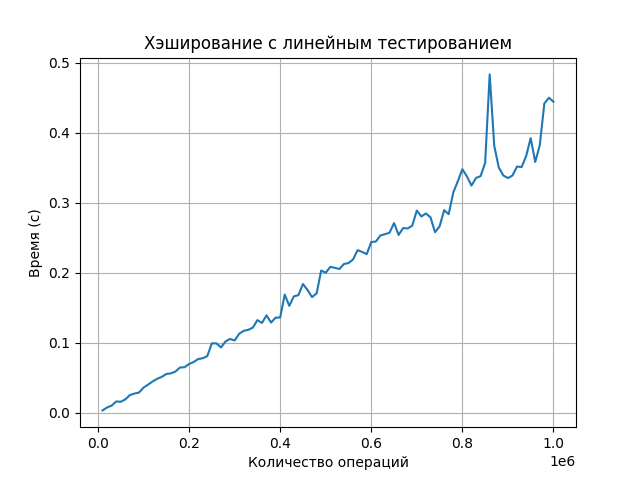 Хэширование с линейным тестированием
0.5
0.4
0.3
0.2
0.1
0.0
Время (с)
0.0 0.2 0.4 0.6 0.8 1.0
1e6
Количество операций